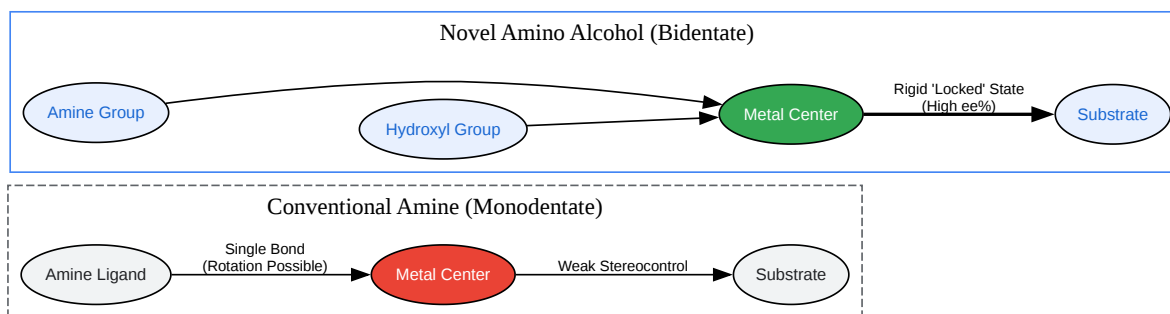 Novel Amino Alcohol (Bidentate)
Amine Group
Hydroxyl Group
Metal Center
Rigid 'Locked' State
(High ee%)
Substrate
Conventional Amine (Monodentate)
Amine Ligand
Single Bond
(Rotation Possible)
Metal Center
Weak Stereocontrol
Substrate